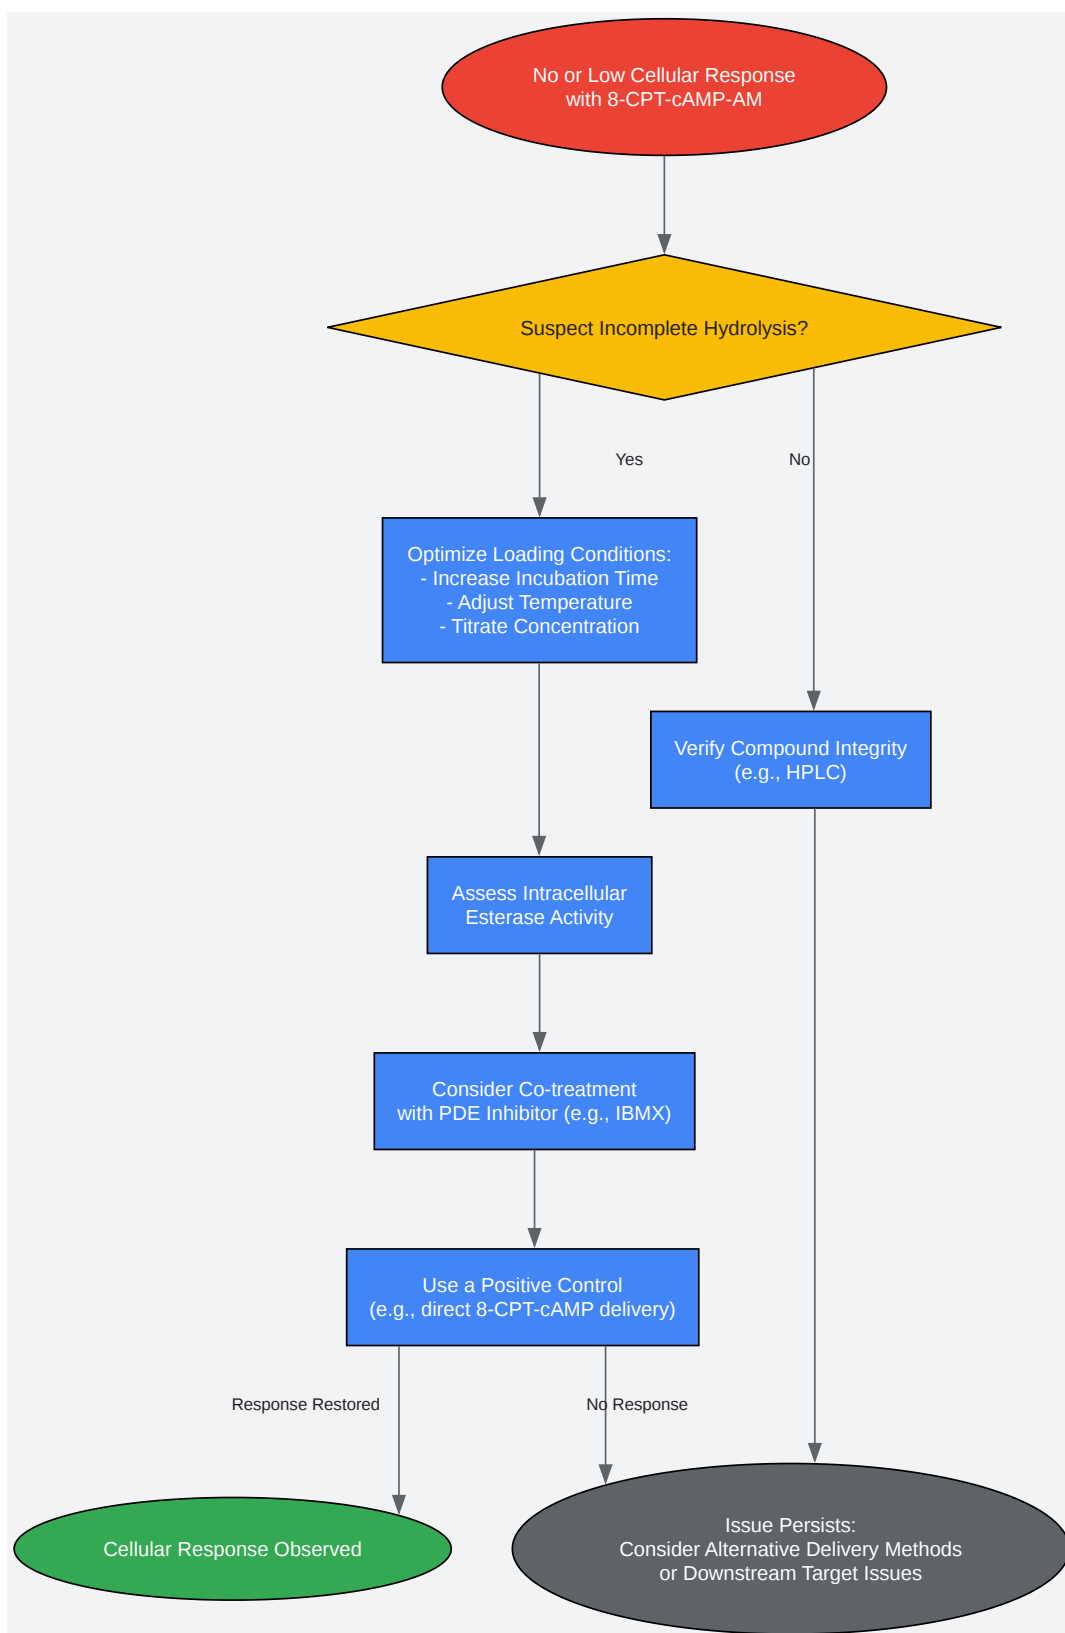 No or Low Cellular Response
with 8-CPT-cAMP-AM
Suspect Incomplete Hydrolysis?
Yes
No
Optimize Loading Conditions:
- Increase Incubation Time
- Adjust Temperature
- Titrate Concentration
Verify Compound Integrity
(e.g., HPLC)
Assess Intracellular
Esterase Activity
Consider Co-treatment
with PDE Inhibitor (e.g., IBMX)
Use a Positive Control
(e.g., direct 8-CPT-cAMP delivery)
Response Restored
No Response
Cellular Response Observed
Issue Persists:
Consider Alternative Delivery Methods
or Downstream Target Issues